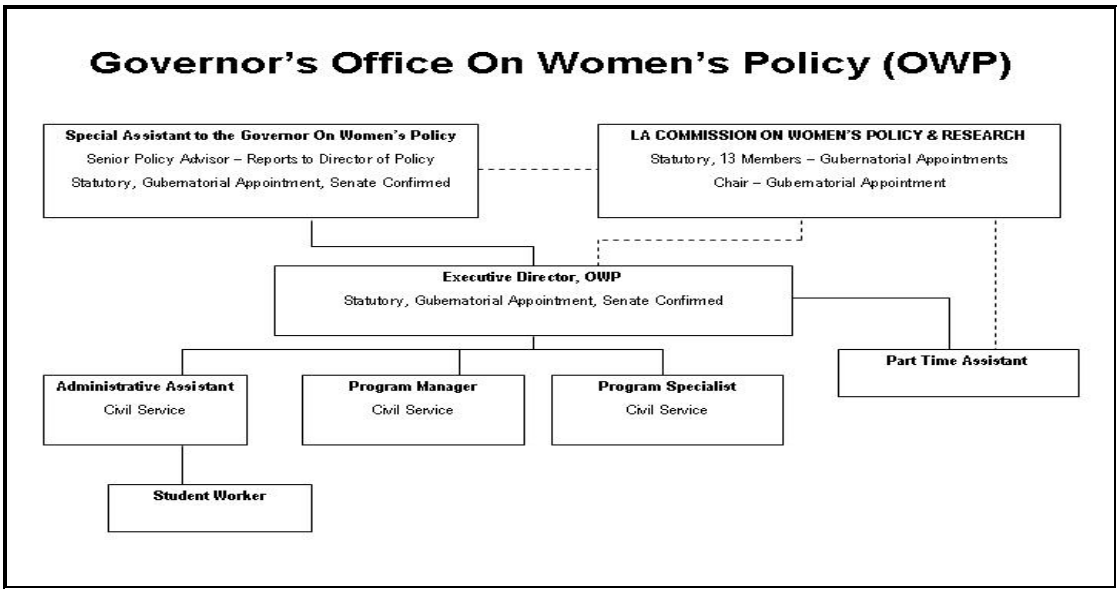 Governor's Office On Women's Policy (OWP)
Special Assistant to the Governor On Women's Policy
Senior Policy Advisor – Reports to Director of Policy
Statutory, Gubernatorial Appointment, Senate Confirmed
LA COMMISSION ON WOMEN'S POLICY & RESEARCH
Statutory, 13 Members – Gubernatorial Appointments
Chair – Gubernatorial Appointment
Executive Director, OWP
Statutory, Gubernatorial Appointment, Senate Confirmed
Part Time Assistant
Administrative Assistant
Civil Service
Program Manager
Civil Service
Program Specialist
Civil Service
Student Worker